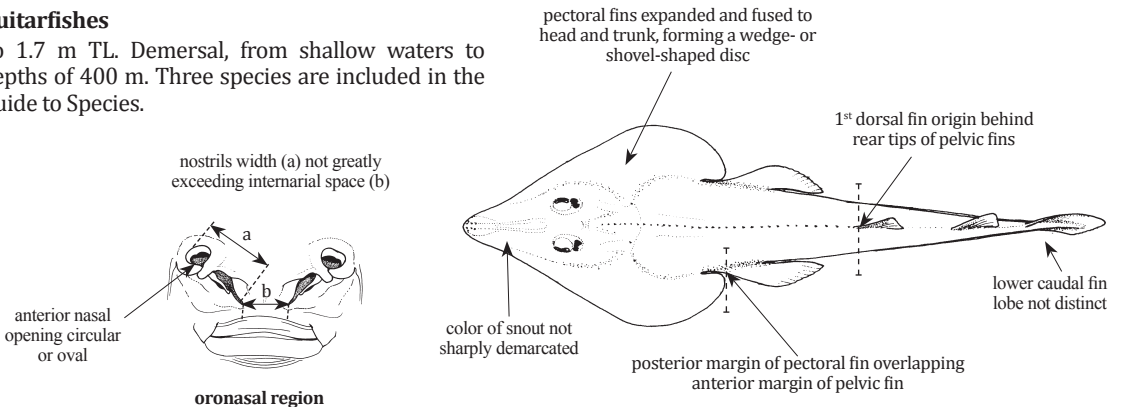 uitarfishes
o 1.7 m TL. Demersal, from shallow waters to
epths of 400 m. Three species are included in the
uide to Species.
pectoral fins expanded and fused to
head and trunk, forming a wedge- or
shovel-shaped disc
1st dorsal fin origin behind
rear tips of pelvic fins
nostrils width (a) not greatly
exceeding internarial space (b)
a
b
anterior nasal
opening circular
or oval
color of snout not
sharply demarcated
lower caudal fin
lobe not distinct
posterior margin of pectoral fin overlapping
anterior margin of pelvic fin
oronasal region